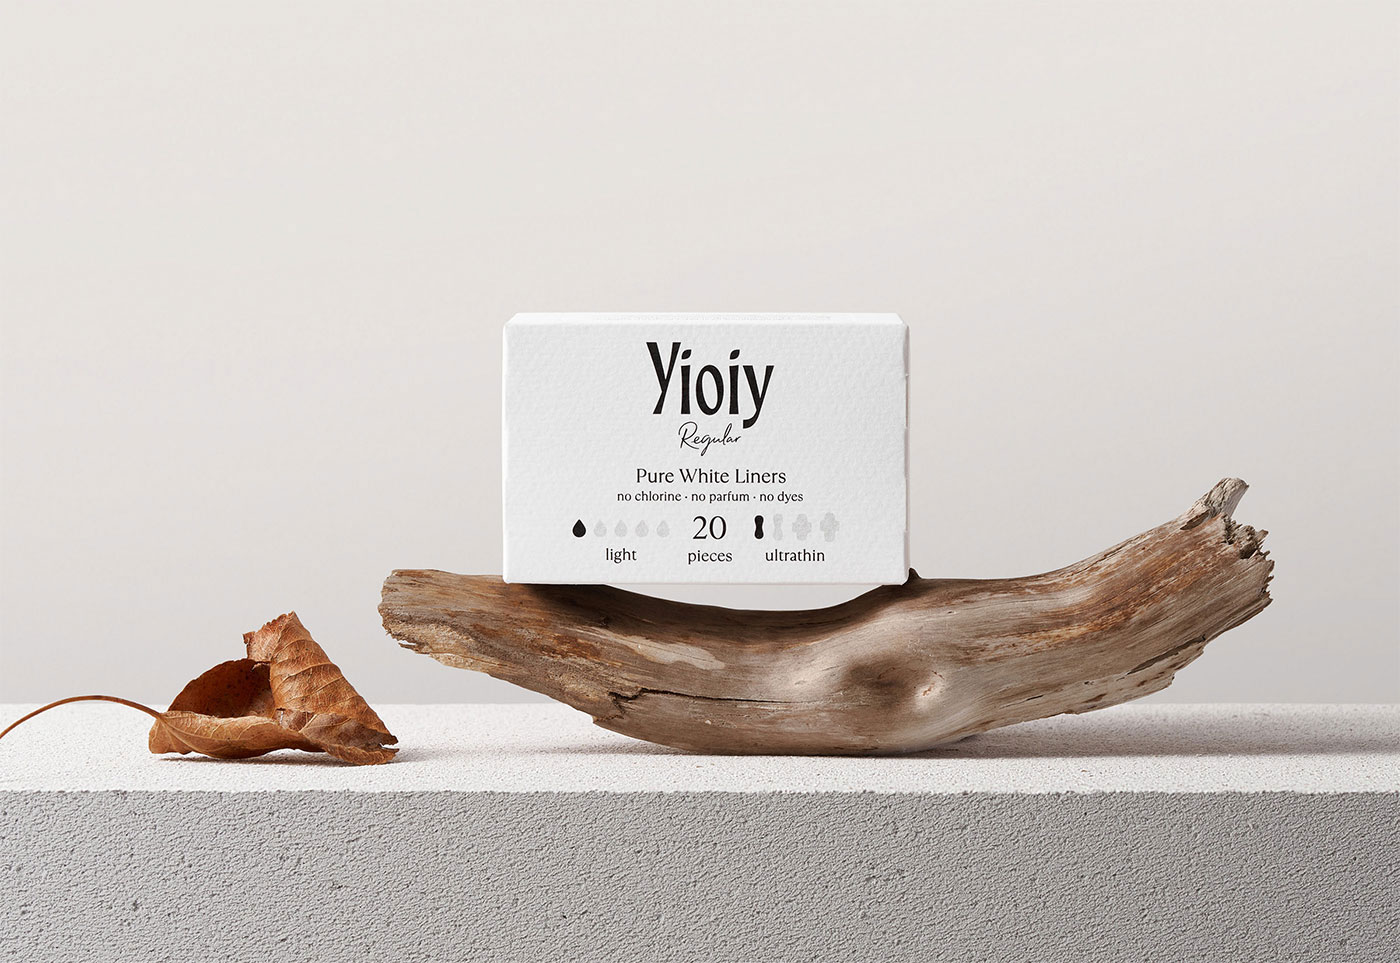 Yioiy
Regular
Pure White Liners
no chlorine · no parfum · no dyes
20
light pieces ultrathin